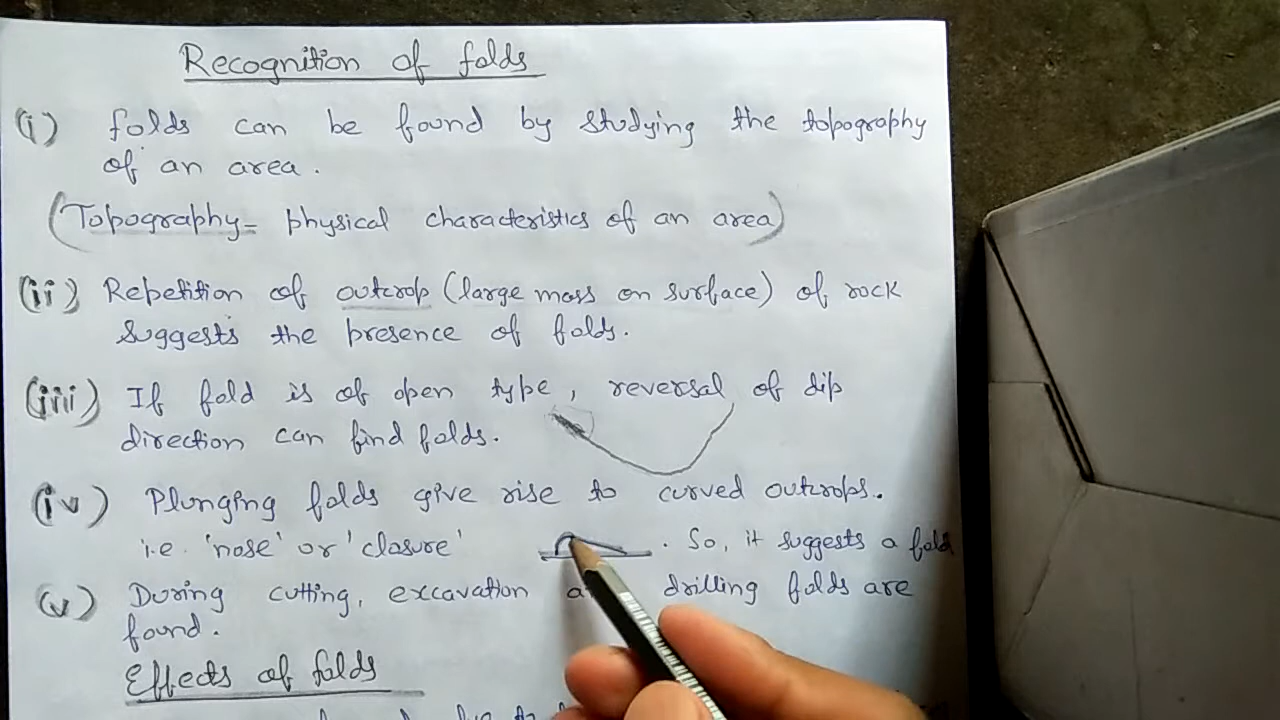 Recognition of folds
(i) folds can be found by studying the topography
of an area.
(Topography = physical characteristics of an area)
(ii) Repetition of outcrop (large mass on surface) of rock
suggests the presence of folds.
(iii) If fold is of open type, reversal of dip
direction can find folds.
(iv) Plunging folds give rise to curved outcrops.
i.e. 'nose' or 'closure' . So, it suggests a fold
(v) During cutting, excavation drilling folds are
found.
Effects of folds